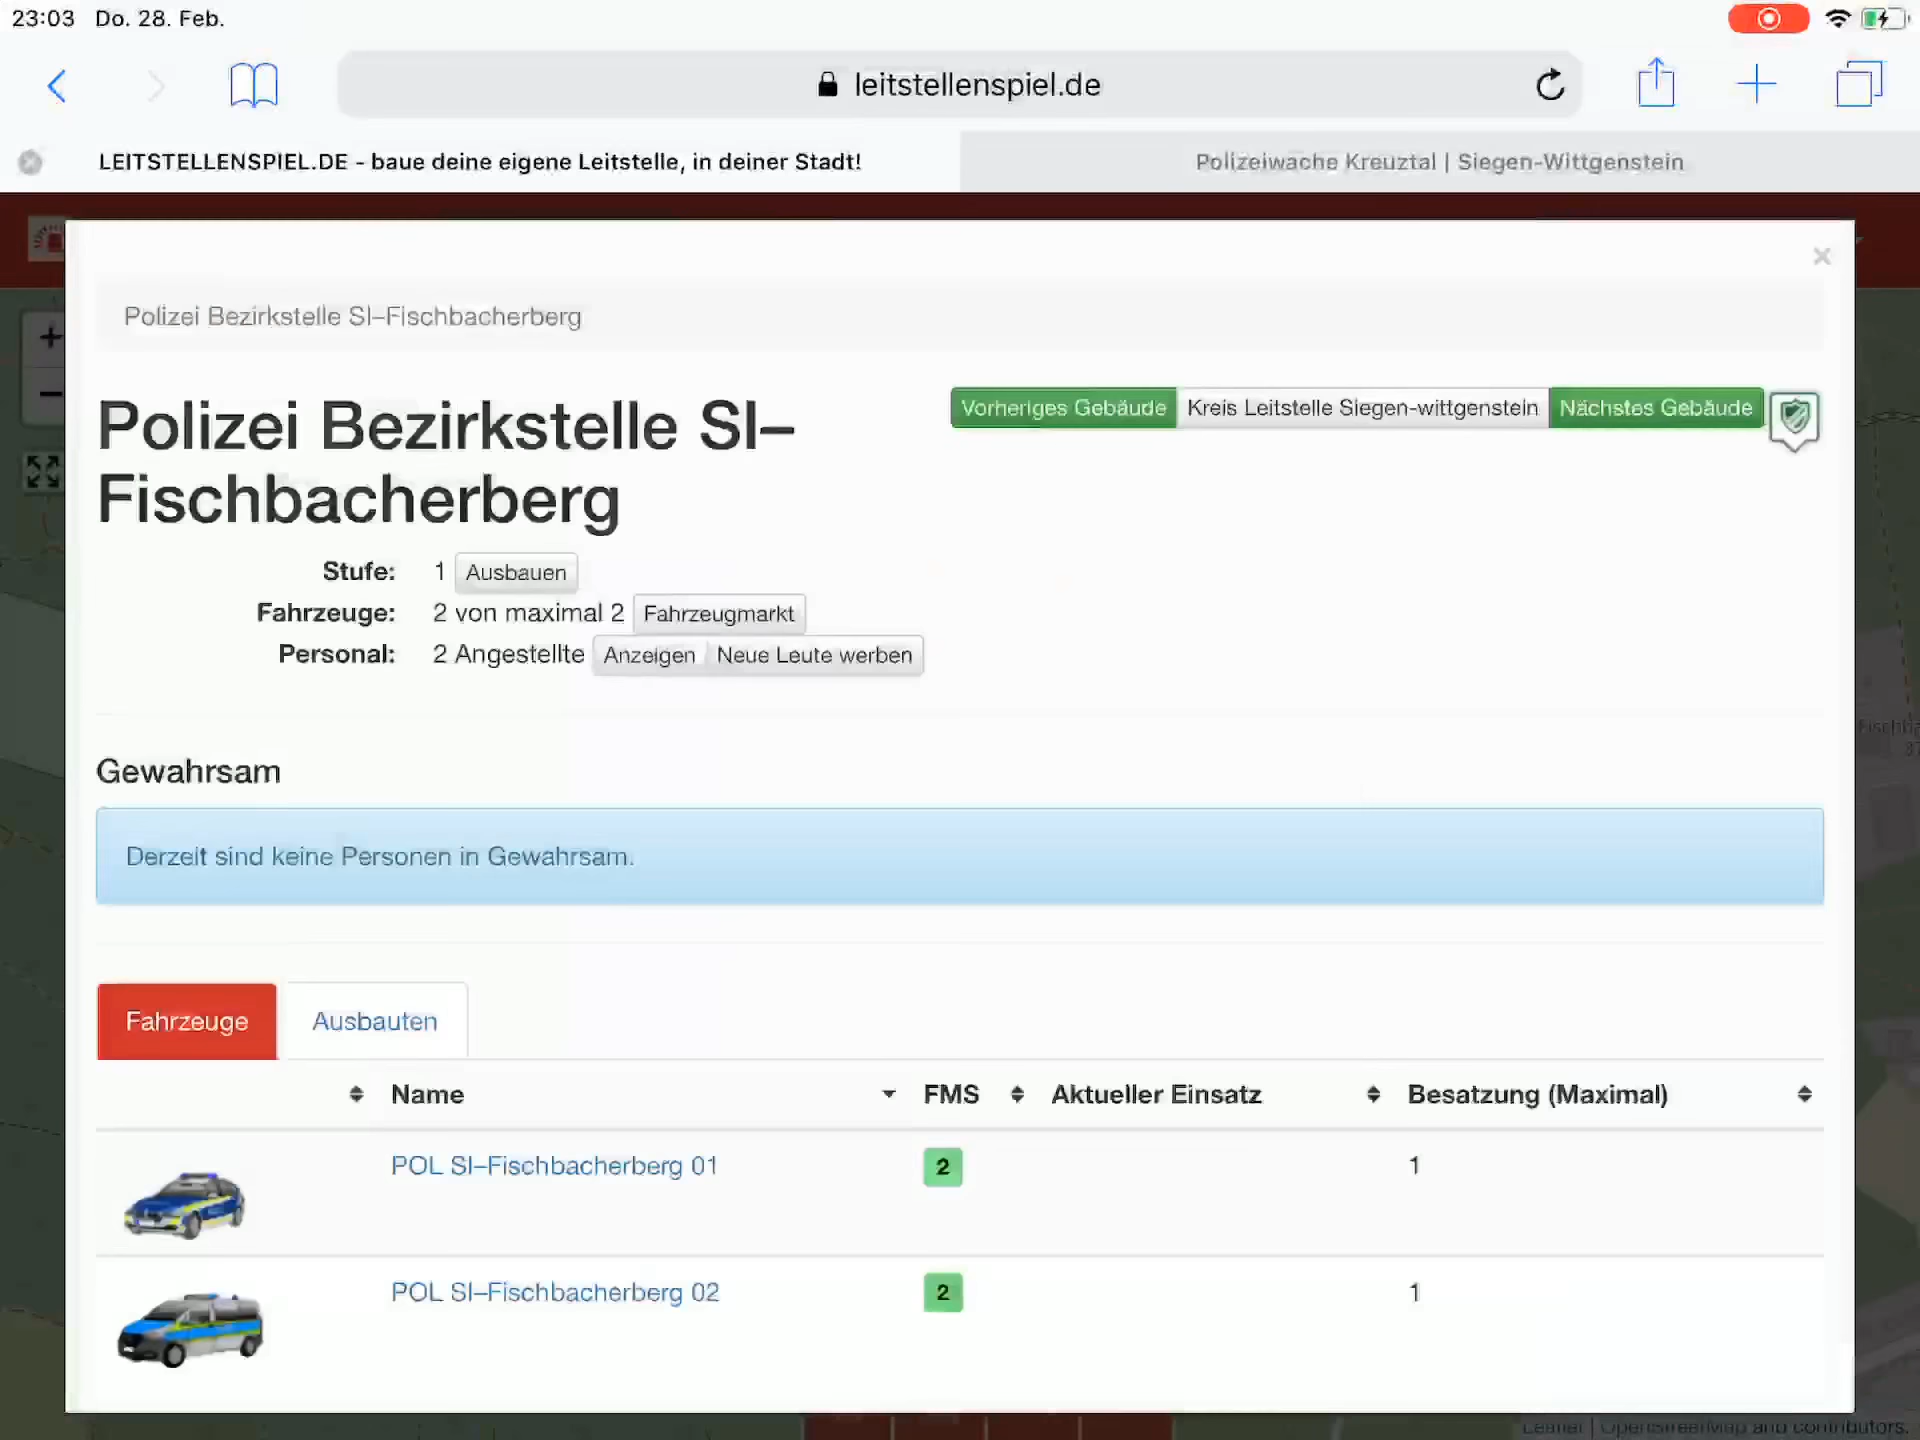 23:03 Do. 28. Feb.
leitstellenspiel.de
LEITSTELLENSPIEL.DE - baue deine eigene Leitstelle, in deiner Stadt!
Polizeiwache Kreuztal | Siegen-Wittgenstein
×
Polizei Bezirkstelle SI–Fischbacherberg
Polizei Bezirkstelle SI–
Fischbacherberg
Vorheriges Gebäude Kreis Leitstelle Siegen-wittgenstein Nächstes Gebäude
Stufe: 1 Ausbauen
Fahrzeuge: 2 von maximal 2 Fahrzeugmarkt
Personal: 2 Angestellte Anzeigen Neue Leute werben
Gewahrsam
Derzeit sind keine Personen in Gewahrsam.
Fahrzeuge Ausbauten
Name FMS Aktueller Einsatz Besatzung (Maximal)
POL SI–Fischbacherberg 01 2 1
POL SI–Fischbacherberg 02 2 1
Leaflet | OpenStreetMap and contributors.